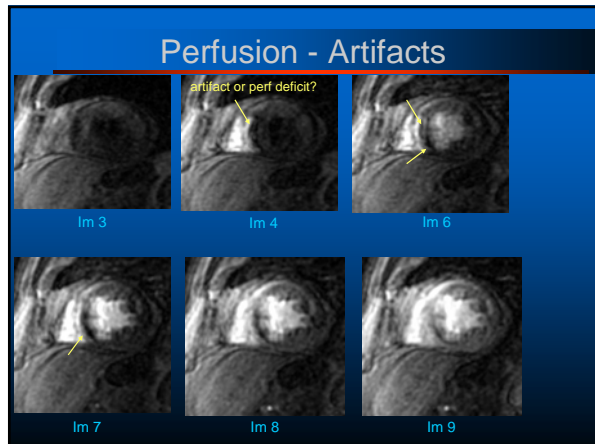 Perfusion - Artifacts
artifact or perf deficit?
Im 3
Im 4
Im 6
Im 7
Im 8
Im 9